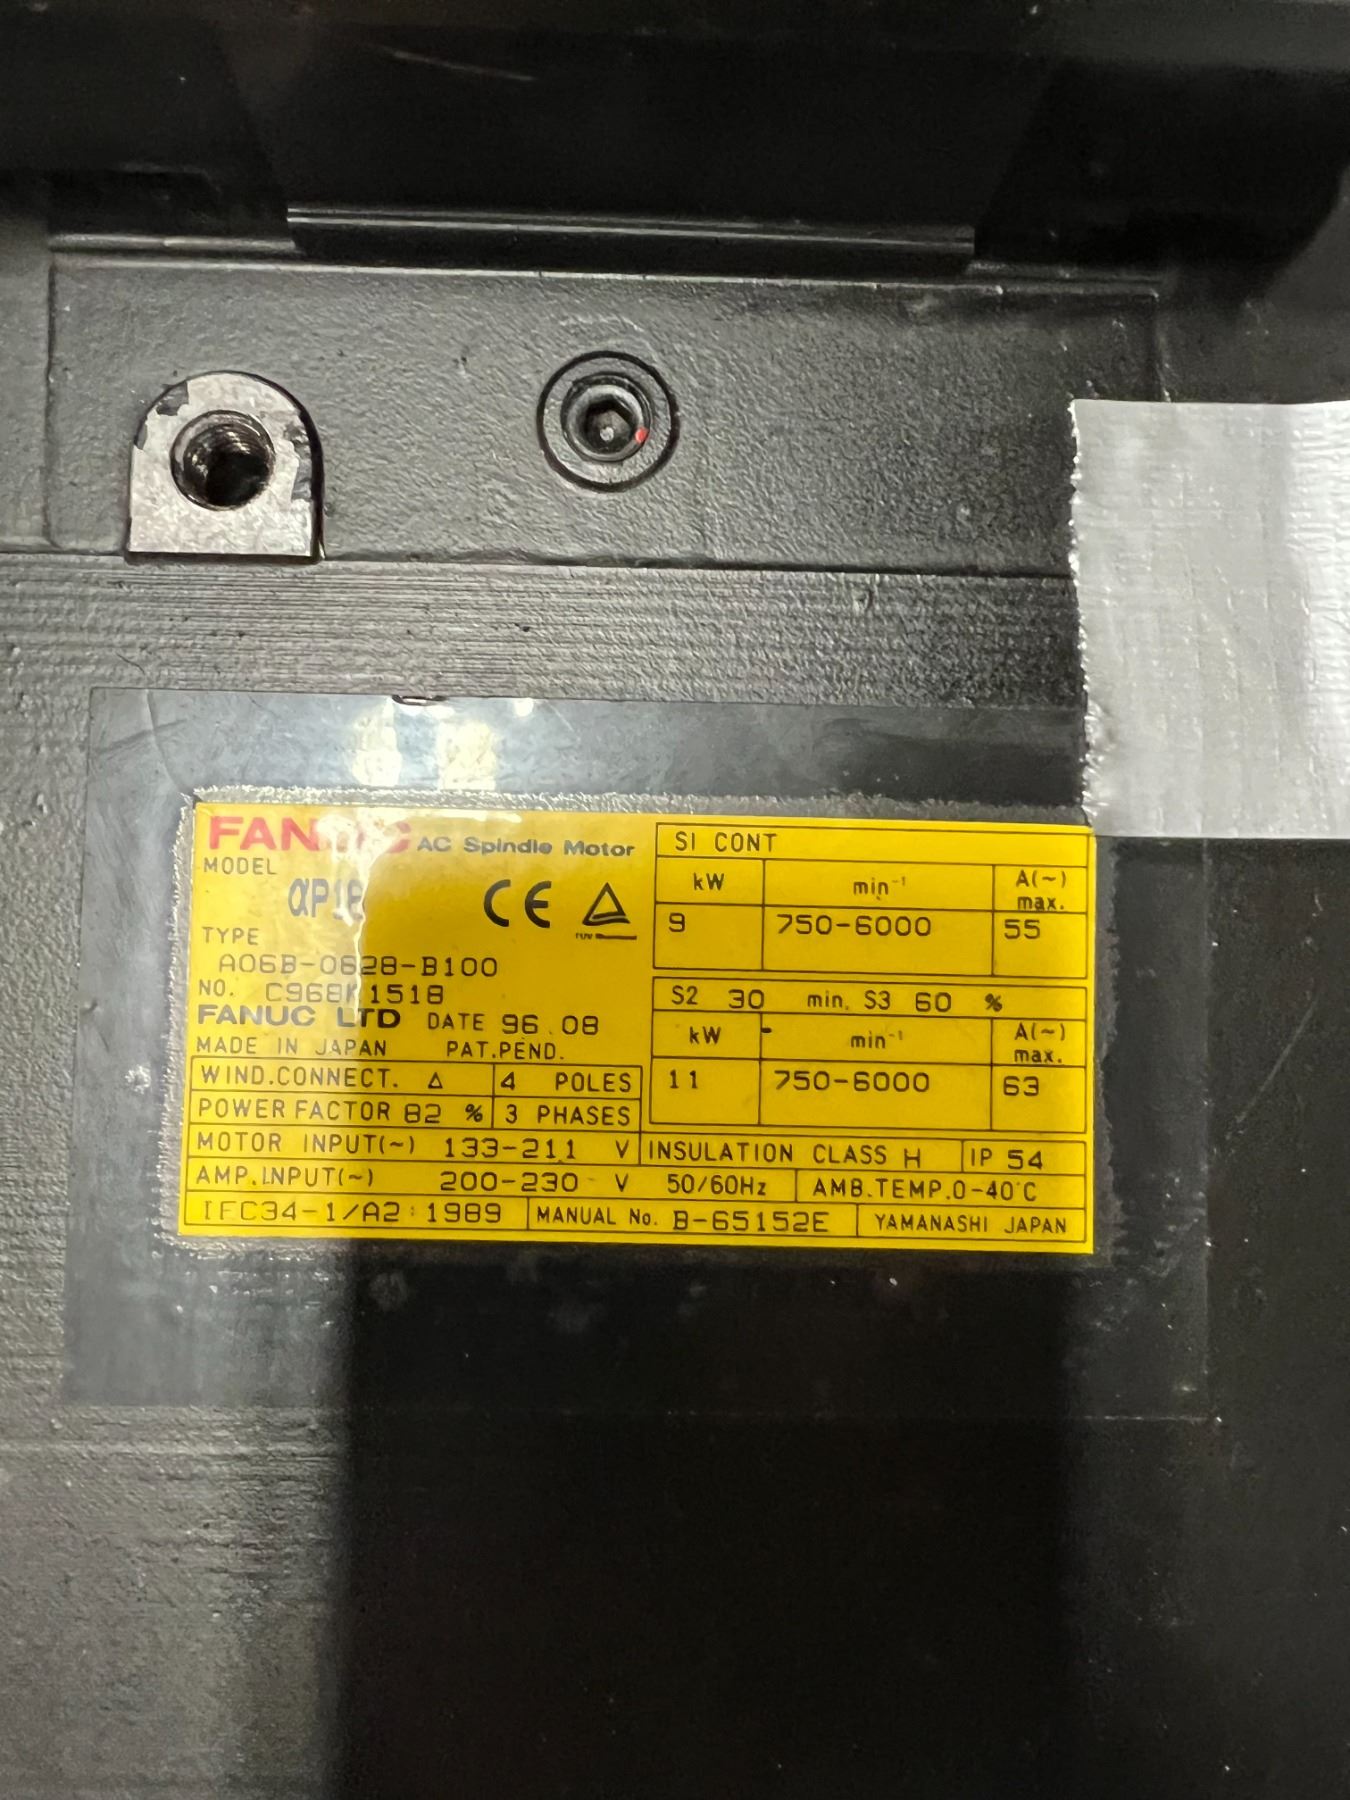 FANUC AC Spindle Motor
MODEL
TYPE
A06B-0628-B100
NO. C968K1518
FANUC LTD DATE 96.08
MADE IN JAPAN PAT.PEND.
WIND.CONNECT. Δ 4 POLES
POWER FACTOR 82 % 3 PHASES
SI CONT
kW min⁻¹ A(~) max.
9 750-6000 55
S2 30 min. S3 60 %
kW min⁻¹ A(~) max.
11 750-6000 63
MOTOR INPUT(~) 133-211 V INSULATION CLASS H IP 54
AMP.INPUT(~) 200-230 V 50/60Hz AMB.TEMP.0-40°C
IEC34-1/A2:1989 MANUAL No. B-65152E YAMANASHI JAPAN
CE
TUV